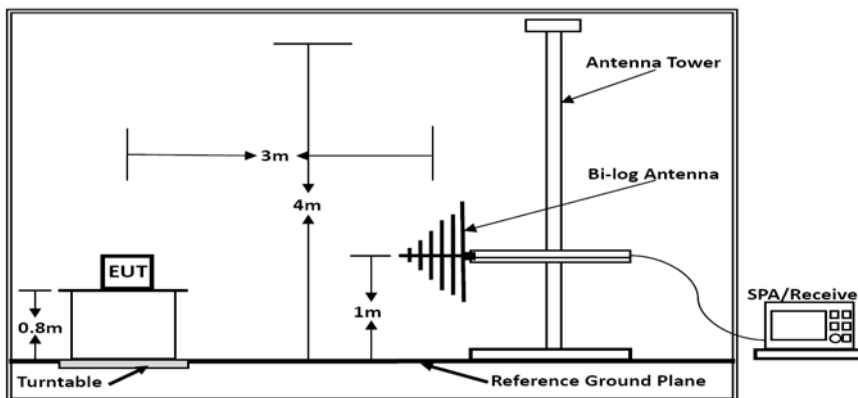 Antenna Tower
3m
Bi-log Antenna
4m
EUT
SPA/Receive
0.8m
1m
Turntable
Reference Ground Plane